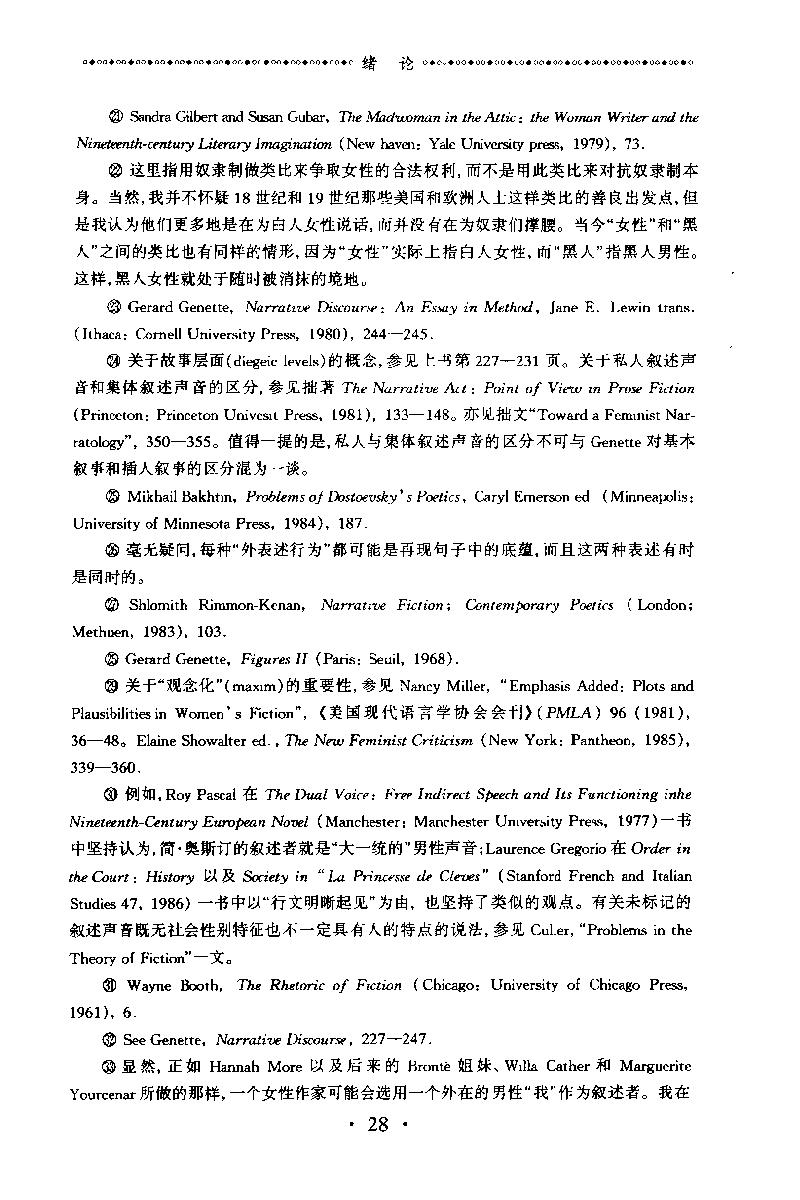 绪 论
㉑ Sandra Gilbert and Susan Gubar, The Madwoman in the Attic: the Woman Writer and the
Nineteenth-century Literary Imagination (New haven: Yale University press, 1979), 73.
㉒ 这里指用奴隶制做类比来争取女性的合法权利,而不是用此类比来对抗奴隶制本
身。当然,我并不怀疑 18 世纪和 19 世纪那些美国和欧洲人士这样类比的善良出发点,但
是我认为他们更多地是在为白人女性说话,而并没有在为奴隶们撑腰。当今“女性”和“黑
人”之间的类比也有同样的情形,因为“女性”实际上指白人女性,而“黑人”指黑人男性。
这样,黑人女性就处于随时被消抹的境地。
㉓ Gerard Genette, Narrative Discourse: An Essay in Method, Jane E. Lewin trans.
(Ithaca: Cornell University Press, 1980), 244—245.
㉔ 关于故事层面(diegeic levels)的概念,参见上书第 227—231 页。关于私人叙述声
音和集体叙述声音的区分,参见拙著 The Narrative Act: Point of View in Prose Fiction
(Princeton: Princeton Univesit Press, 1981), 133—148。亦见拙文“Toward a Feminist Nar-
ratology”, 350—355。值得一提的是,私人与集体叙述声音的区分不可与 Genette 对基本
叙事和插人叙事的区分混为一谈。
㉕ Mikhail Bakhtin, Problems of Dostoevsky's Poetics, Caryl Emerson ed (Minneapolis:
University of Minnesota Press, 1984), 187.
㉖ 毫无疑问,每种“外表述行为”都可能是再现句子中的底蕴,而且这两种表述有时
是同时的。
㉗ Shlomith Rimmon-Kenan, Narrative Fiction; Contemporary Poetics (London;
Methuen, 1983), 103.
㉘ Gerard Genette, Figures II (Paris: Seuil, 1968).
㉙ 关于“观念化”(maxim)的重要性,参见 Nancy Miller, “Emphasis Added: Plots and
Plausibilities in Women's Fiction”, 《美国现代语言学协会会刊》(PMLA) 96 (1981),
36—48。Elaine Showalter ed., The New Feminist Criticism (New York: Pantheon, 1985),
339—360.
㉚ 例如,Roy Pascal 在 The Dual Voice: Free Indirect Speech and Its Functioning inhe
Nineteenth-Century European Novel (Manchester: Manchester University Press, 1977)一书
中坚持认为,简·奥斯订的叙述者就是“大一统的”男性声音;Laurence Gregorio 在 Order in
the Court: History 以及 Society in “La Princesse de Cleves” (Stanford French and Italian
Studies 47, 1986) 一书中以“行文明晰起见”为由, 也坚持了类似的观点。有关未标记的
叙述声音既无社会性别特征也不一定具有人的特点的说法,参见 Culer, “Problems in the
Theory of Fiction”一文。
㉛ Wayne Booth, The Rhetoric of Fiction (Chicago: University of Chicago Press,
1961), 6.
㉜ See Genette, Narrative Discourse, 227—247.
㉝ 显然, 正如 Hannah More 以及后来的 Brontë 姐妹、Willa Cather 和 Marguerite
Yourcenar 所做的那样,一个女性作家可能会选用一个外在的男性“我”作为叙述者。我在
· 28 ·